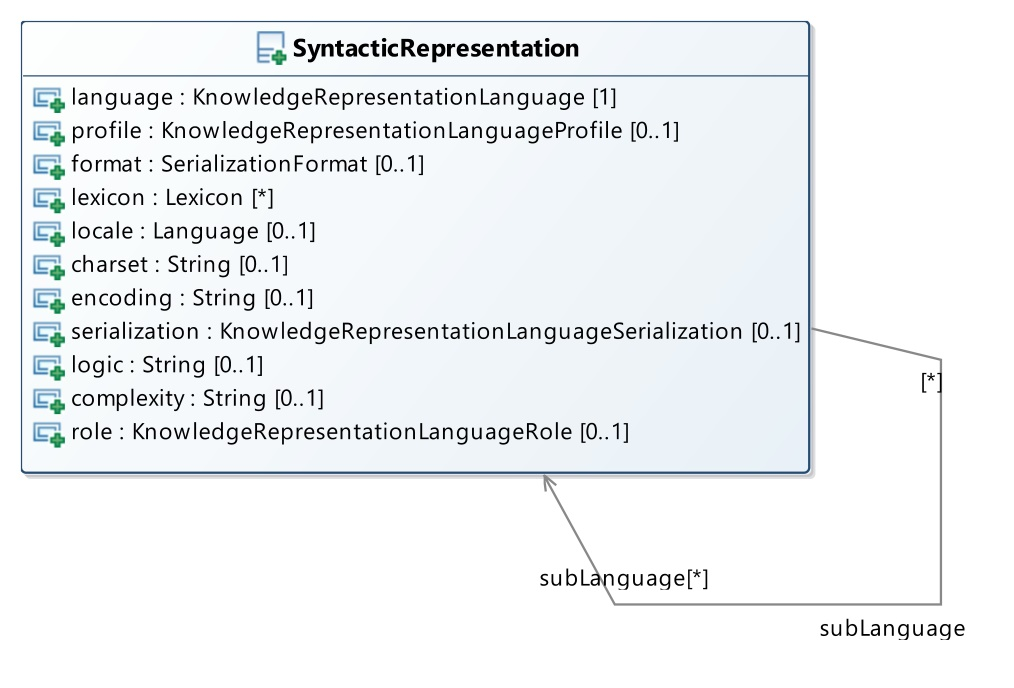 SyntacticRepresentation
language : KnowledgeRepresentationLanguage [1]
profile : KnowledgeRepresentationLanguageProfile [0..1]
format : SerializationFormat [0..1]
lexicon : Lexicon [*]
locale : Language [0..1]
charset : String [0..1]
encoding : String [0..1]
serialization : KnowledgeRepresentationLanguageSerialization [0..1]
logic : String [0..1]
complexity : String [0..1]
role : KnowledgeRepresentationLanguageRole [0..1]
[*]
subLanguage[*]
subLanguage